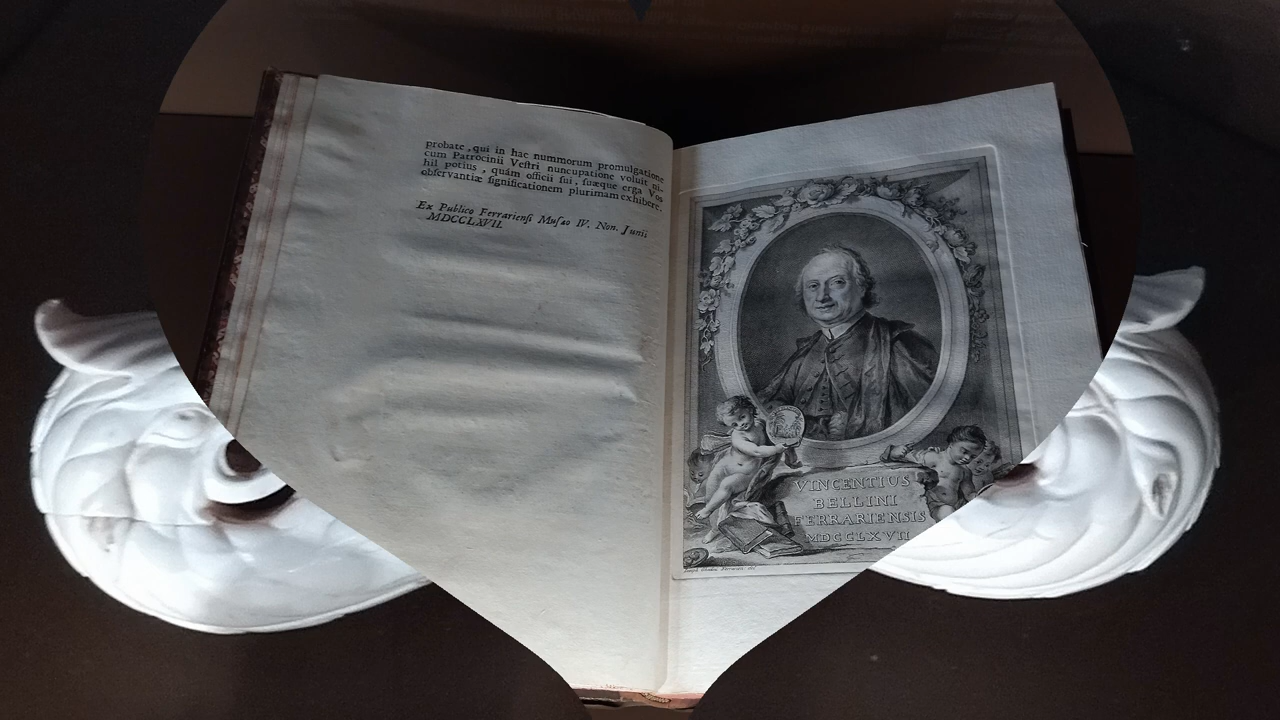 probate, qui in hac nummorum promulgatione
cum Patrocinii Veſtri nuncupatione voluit ni-
hil potius, quám officii ſui, ſuæque erga Vos
obſervantiæ ſignificationem plurimam exhibere.
Ex Publico Ferrarienſi Muſæo IV. Non. Junii
MDCCLXVII.
VINCENTIUS
BELLINI
FERRARIENSIS
MDCCLXVII